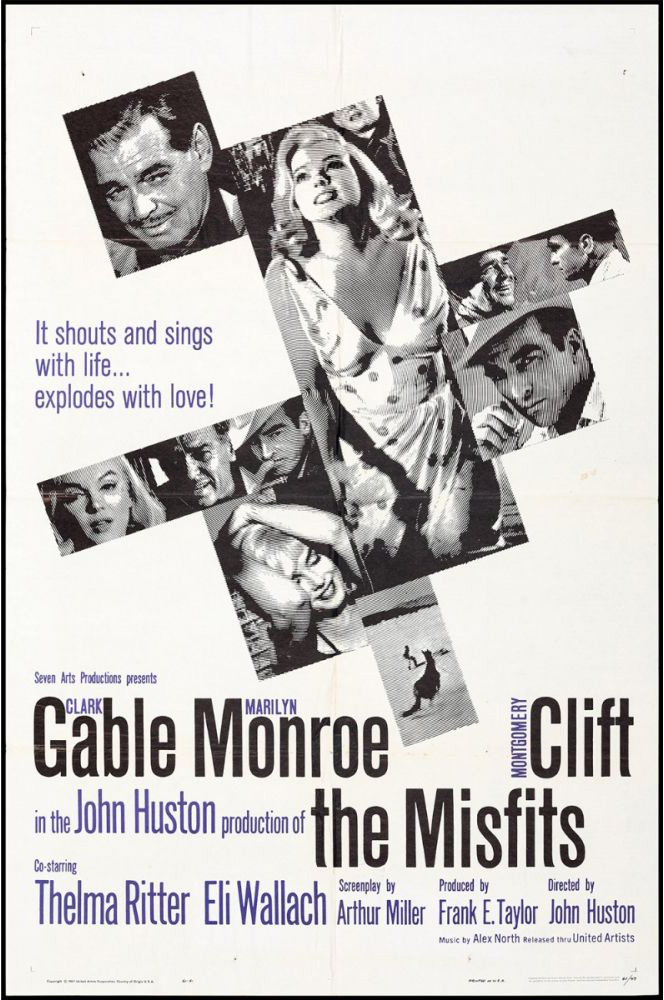 It shouts and sings
with life...
explodes with love!
Seven Arts Productions presents
CLARK Gable MARILYN Monroe MONTGOMERY Clift
in the John Huston production of the Misfits
Co-starring
Thelma Ritter Eli Wallach
Screenplay by Arthur Miller
Produced by Frank E. Taylor
Directed by John Huston
Music by Alex North Released thru United Artists